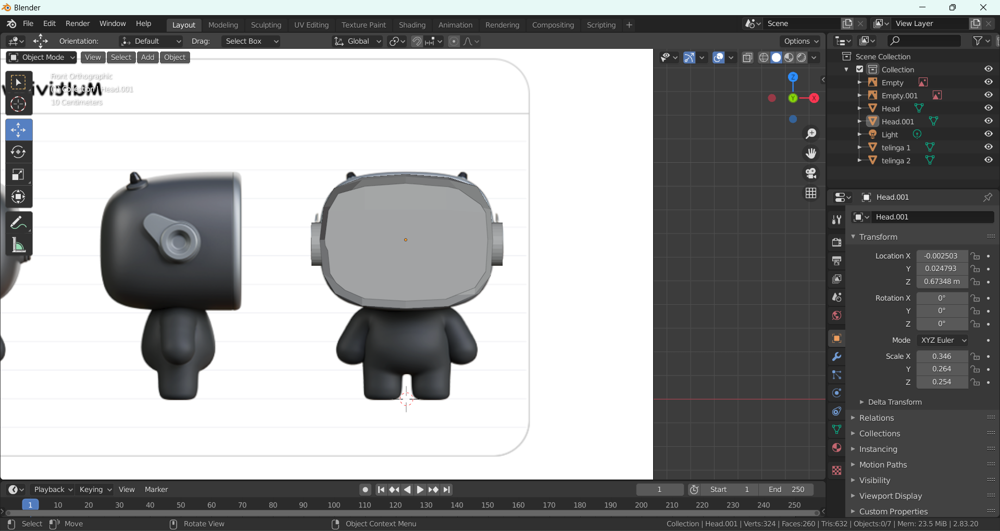 Blender
File Edit Render Window Help
Layout Modeling Sculpting UV Editing Texture Paint Shading Animation Rendering Compositing Scripting +
Scene
View Layer
Orientation: Default Drag: Select Box
Global
Options
Object Mode View Select Add Object
Front Orthographic
(1) Collection | Head.001
10 Centimeters
Z
Y
X
Scene Collection
Collection
Empty
Empty.001
Head
Head.001
Light
telinga 1
telinga 2
Head.001
Head.001
Transform
Location X -0.002503
Y 0.024793
Z 0.67348 m
Rotation X 0°
Y 0°
Z 0°
Mode XYZ Euler
Scale X 0.346
Y 0.264
Z 0.254
Delta Transform
Relations
Collections
Instancing
Motion Paths
Visibility
Viewport Display
Custom Properties
Playback Keying View Marker
1 Start 1 End 250
1 10 20 30 40 50 60 70 80 90 100 110 120 130 140 150 160 170 180 190 200 210 220 230 240 250
Select Move Rotate View Object Context Menu
Collection | Head.001 | Verts:324 | Faces:260 | Tris:632 | Objects:0/7 | Mem: 23.5 MiB | 2.83.20